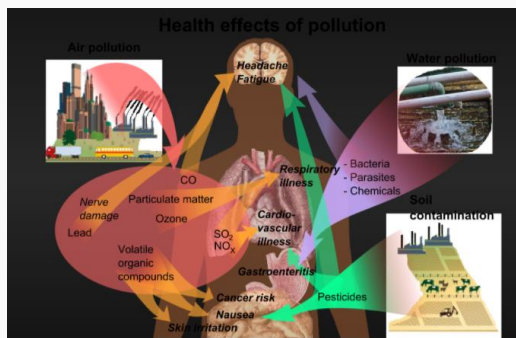 Health effects of pollution
Air pollution
Water pollution
Headache
Fatigue
- Bacteria
- Parasites
- Chemicals
CO
Particulate matter
Ozone
Nerve
damage
Lead
SO₂
NOₓ
Volatile
organic
compounds
Respiratory
illness
Cardio-
vascular
illness
Soil
contamination
Gastroenteritis
Pesticides
Cancer risk
Nausea
Skin irritation